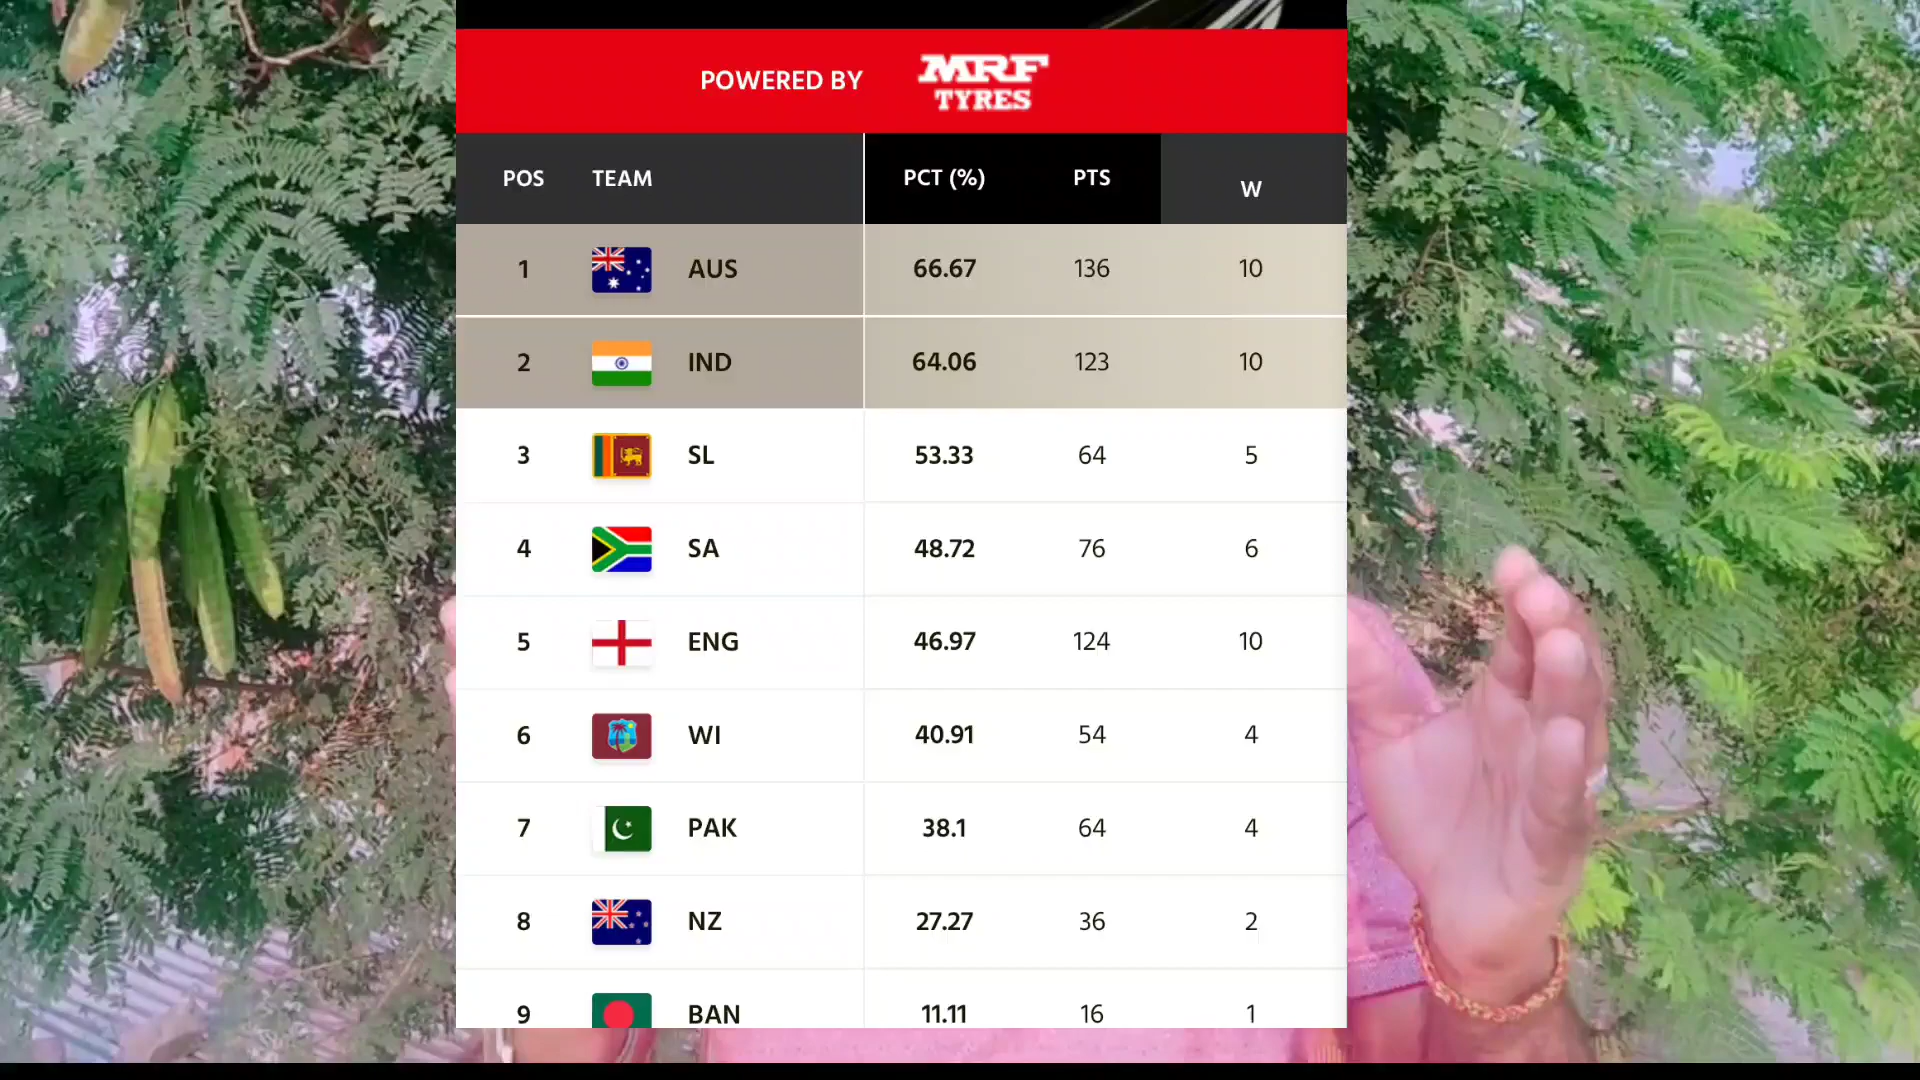 POWERED BY MRF TYRES
POS TEAM PCT (%) PTS W
1 AUS 66.67 136 10
2 IND 64.06 123 10
3 SL 53.33 64 5
4 SA 48.72 76 6
5 ENG 46.97 124 10
6 WI 40.91 54 4
7 PAK 38.1 64 4
8 NZ 27.27 36 2
9 BAN 11.11 16 1